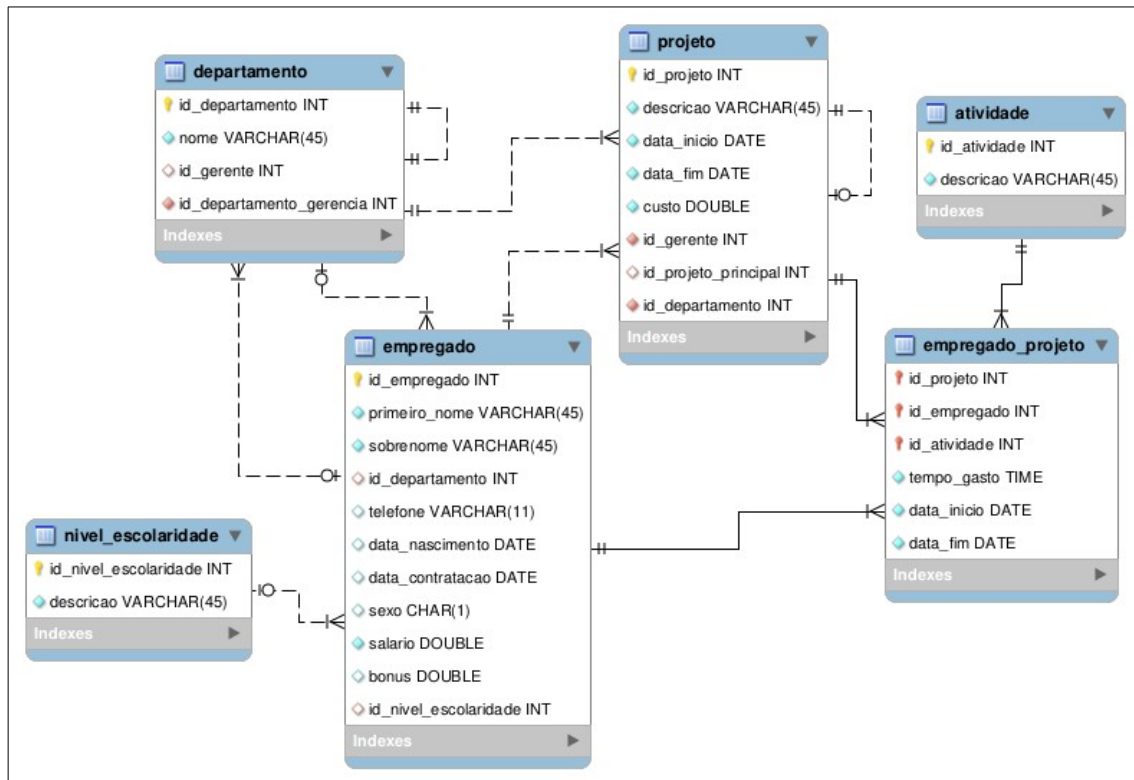 departamento
id_departamento INT
nome VARCHAR(45)
id_gerente INT
id_departamento_gerencia INT
Indexes
projeto
id_projeto INT
descricao VARCHAR(45)
data_inicio DATE
data_fim DATE
custo DOUBLE
id_gerente INT
id_projeto_principal INT
id_departamento INT
Indexes
atividade
id_atividade INT
descricao VARCHAR(45)
Indexes
empregado
id_empregado INT
primeiro_nome VARCHAR(45)
sobrenome VARCHAR(45)
id_departamento INT
telefone VARCHAR(11)
data_nascimento DATE
data_contratacao DATE
sexo CHAR(1)
salario DOUBLE
bonus DOUBLE
id_nivel_escolaridade INT
Indexes
empregado_projeto
id_projeto INT
id_empregado INT
id_atividade INT
tempo_gasto TIME
data_inicio DATE
data_fim DATE
Indexes
nivel_escolaridade
id_nivel_escolaridade INT
descricao VARCHAR(45)
Indexes